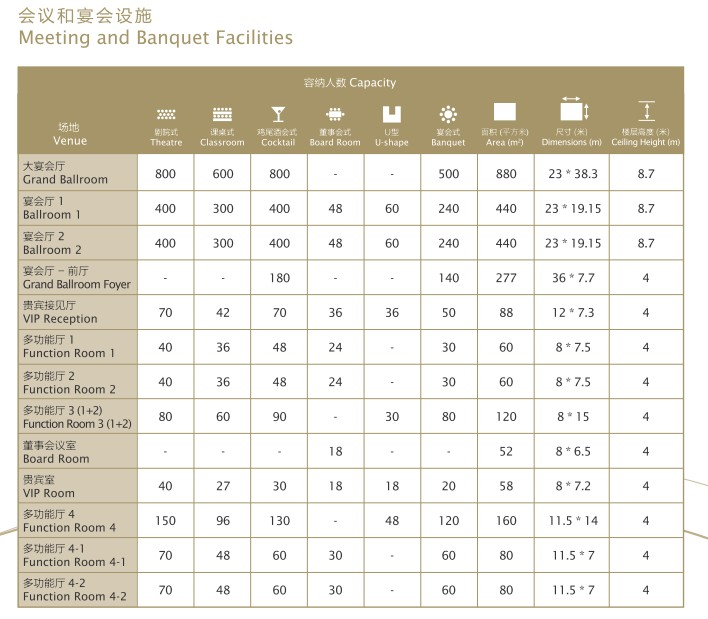 会议和宴会设施
Meeting and Banquet Facilities
容纳人数 Capacity
场地
Venue
剧院式
Theatre
课桌式
Classroom
鸡尾酒会式
Cocktail
董事会式
Board Room
U型
U-shape
宴会式
Banquet
面积 (平方米)
Area (m²)
尺寸 (米)
Dimensions (m)
楼层高度 (米)
Ceiling Height (m)
大宴会厅
Grand Ballroom 800 600 800 - - 500 880 23 * 38.3 8.7
宴会厅 1
Ballroom 1 400 300 400 48 60 240 440 23 * 19.15 8.7
宴会厅 2
Ballroom 2 400 300 400 48 60 240 440 23 * 19.15 8.7
宴会厅 – 前厅
Grand Ballroom Foyer - - 180 - - 140 277 36 * 7.7 4
贵宾接见厅
VIP Reception 70 42 70 36 36 50 88 12 * 7.3 4
多功能厅 1
Function Room 1 40 36 48 24 - 30 60 8 * 7.5 4
多功能厅 2
Function Room 2 40 36 48 24 - 30 60 8 * 7.5 4
多功能厅 3 (1+2)
Function Room 3 (1+2) 80 60 90 - 30 80 120 8 * 15 4
董事会议室
Board Room - - - 18 - - 52 8 * 6.5 4
贵宾室
VIP Room 40 27 30 18 18 20 58 8 * 7.2 4
多功能厅 4
Function Room 4 150 96 130 - 48 120 160 11.5 * 14 4
多功能厅 4-1
Function Room 4-1 70 48 60 30 - 60 80 11.5 * 7 4
多功能厅 4-2
Function Room 4-2 70 48 60 30 - 60 80 11.5 * 7 4